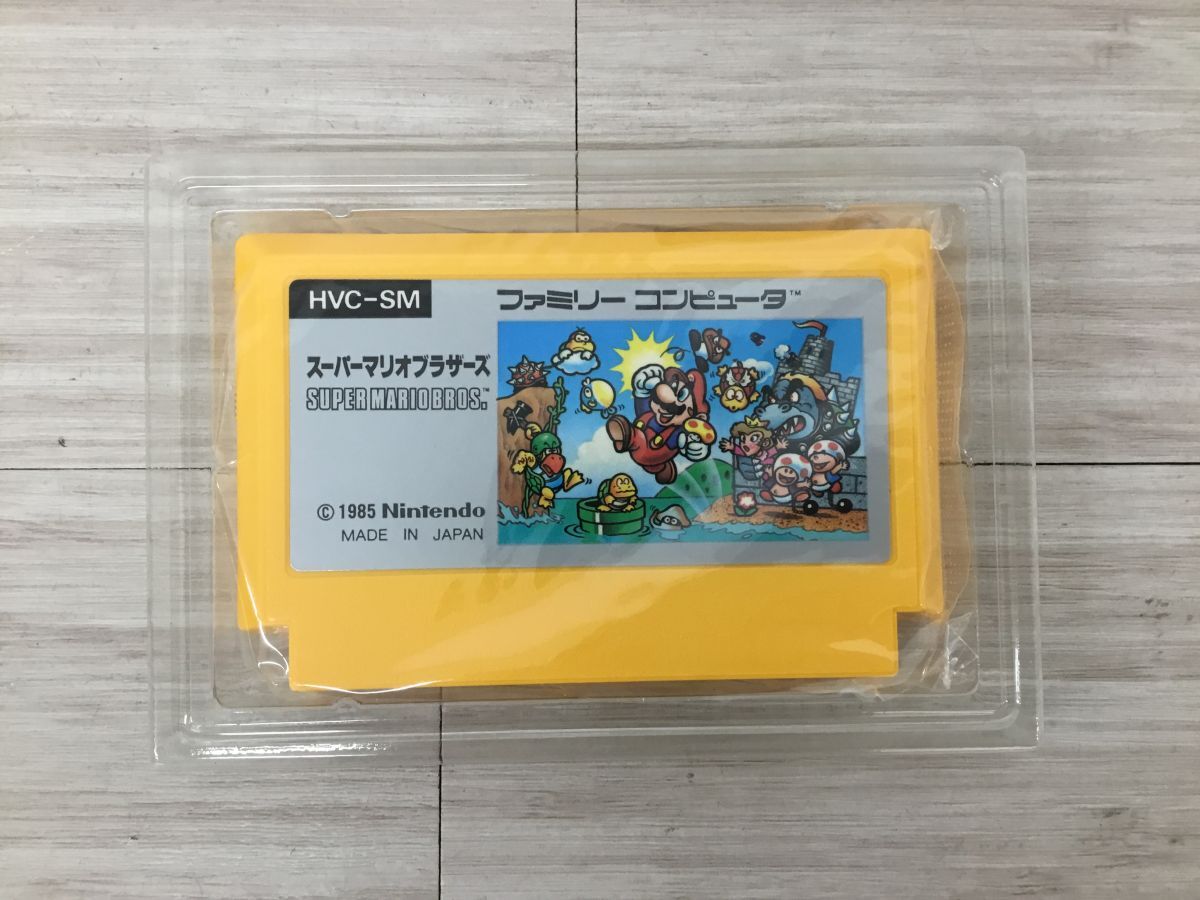 HVC-SM
ファミリー コンピュータ™
スーパーマリオブラザーズ
SUPER MARIO BROS.™
© 1985 Nintendo
MADE IN JAPAN